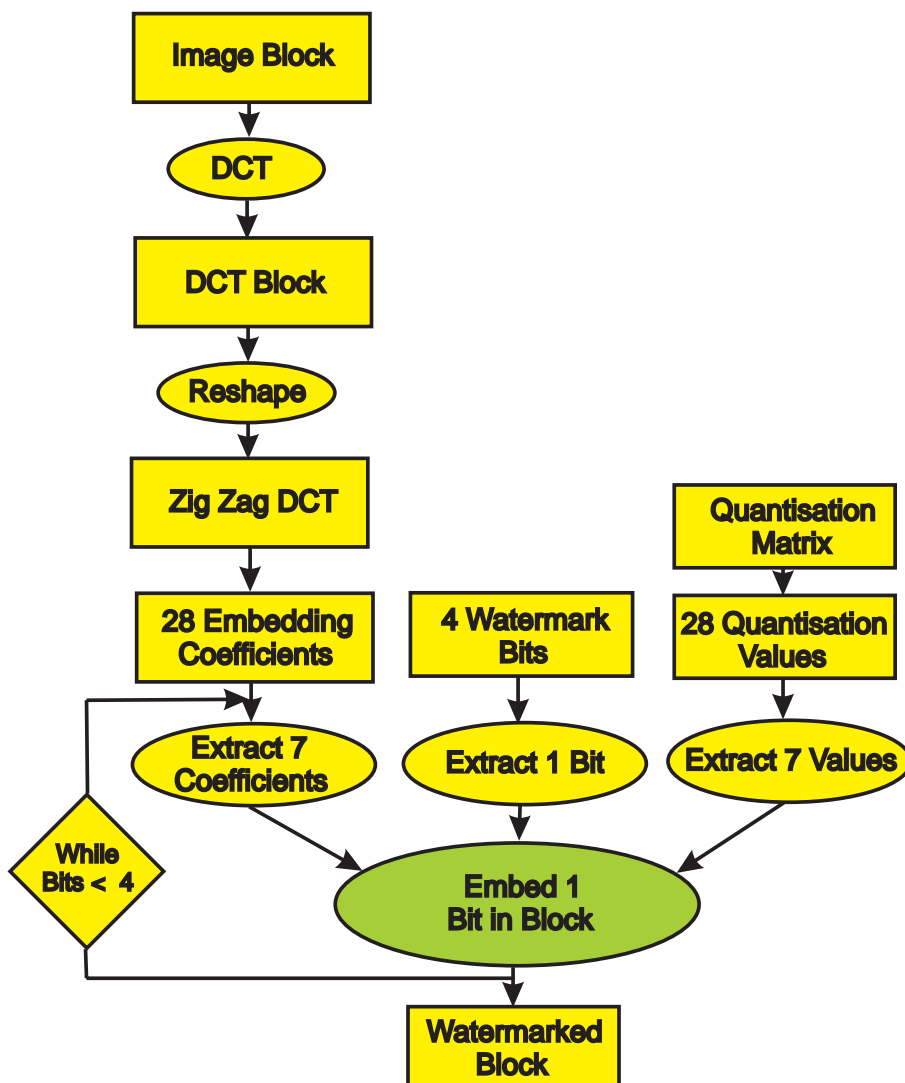 Image Block
DCT
DCT Block
Reshape
Zig Zag DCT
Quantisation
Matrix
28 Embedding
Coefficients
4 Watermark
Bits
28 Quantisation
Values
Extract 7
Coefficients
Extract 1 Bit
Extract 7 Values
While
Bits < 4
Embed 1
Bit in Block
Watermarked
Block